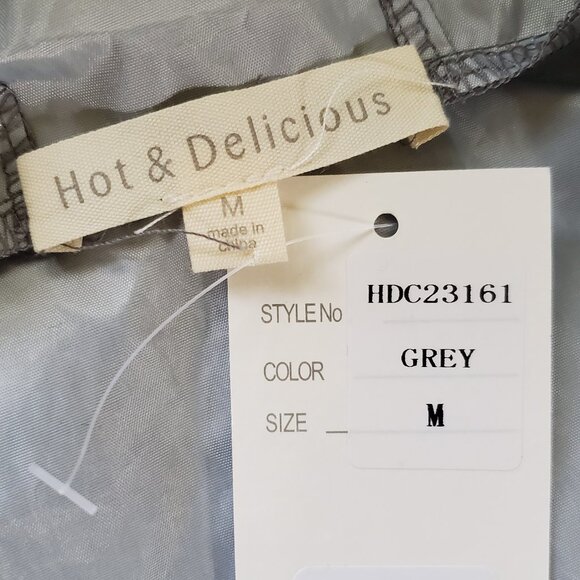 Hot & Delicious
M
made in
china
STYLE No HDC23161
COLOR GREY
SIZE M